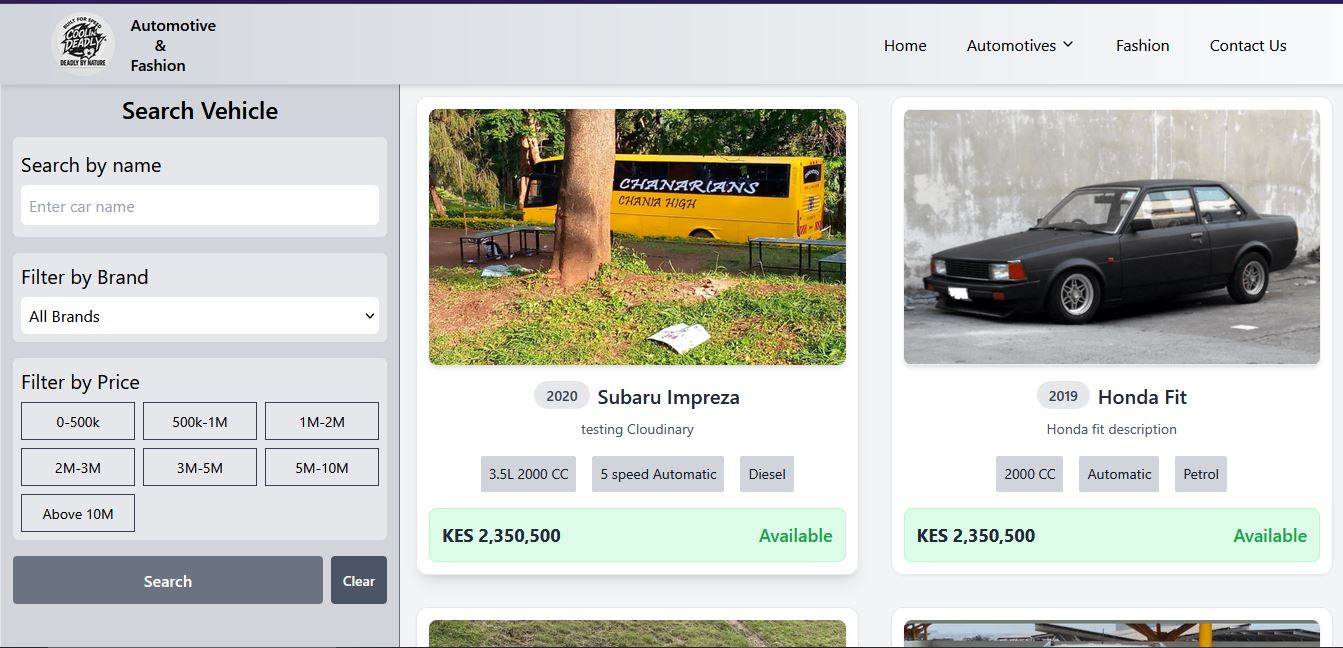 BUILT FOR SPEED
COOLIN'
DEADLY
DEADLY BY NATURE
Automotive
&
Fashion
Home
Automotives
Fashion
Contact Us
Search Vehicle
Search by name
Enter car name
Filter by Brand
All Brands
Filter by Price
0-500k
500k-1M
1M-2M
2M-3M
3M-5M
5M-10M
Above 10M
Search
Clear
CHANARIANS
CHANIA HIGH
2020 Subaru Impreza
testing Cloudinary
3.5L 2000 CC
5 speed Automatic
Diesel
KES 2,350,500
Available
2019 Honda Fit
Honda fit description
2000 CC
Automatic
Petrol
KES 2,350,500
Available